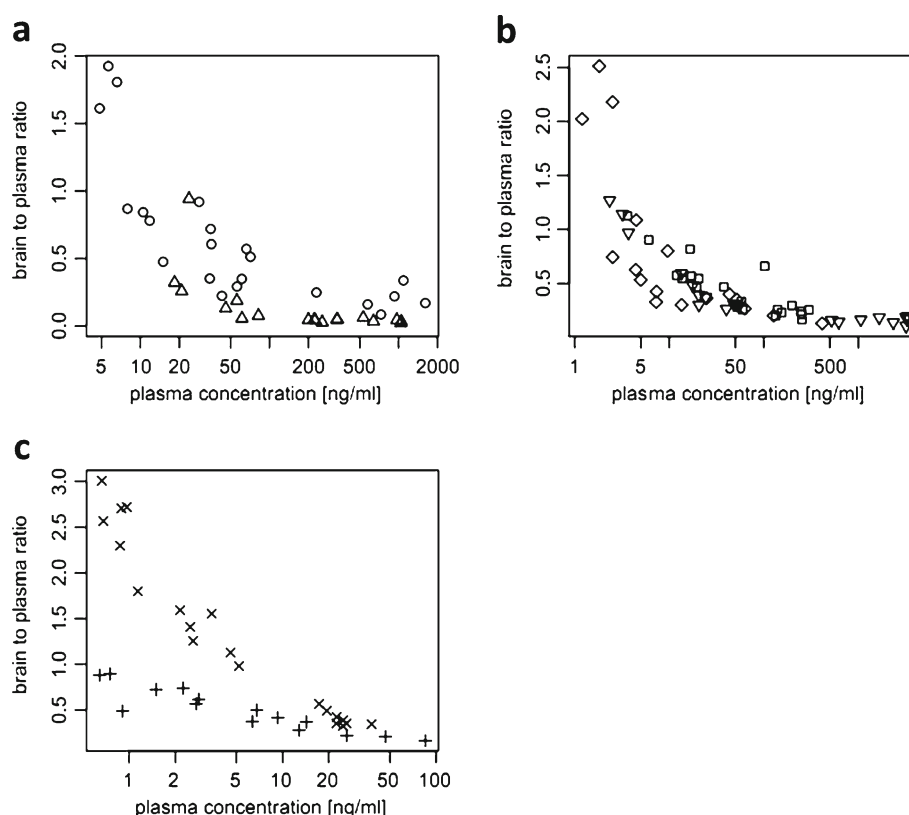 a
brain to plasma ratio
2.0
1.5
1.0
0.5
0.0
5 10 20 50 200 500 2000
plasma concentration [ng/ml]
b
brain to plasma ratio
2.5
2.0
1.5
1.0
0.5
1 5 50 500
plasma concentration [ng/ml]
c
brain to plasma ratio
3.0
2.5
2.0
1.5
1.0
0.5
1 2 5 10 20 50 100
plasma concentration [ng/ml]